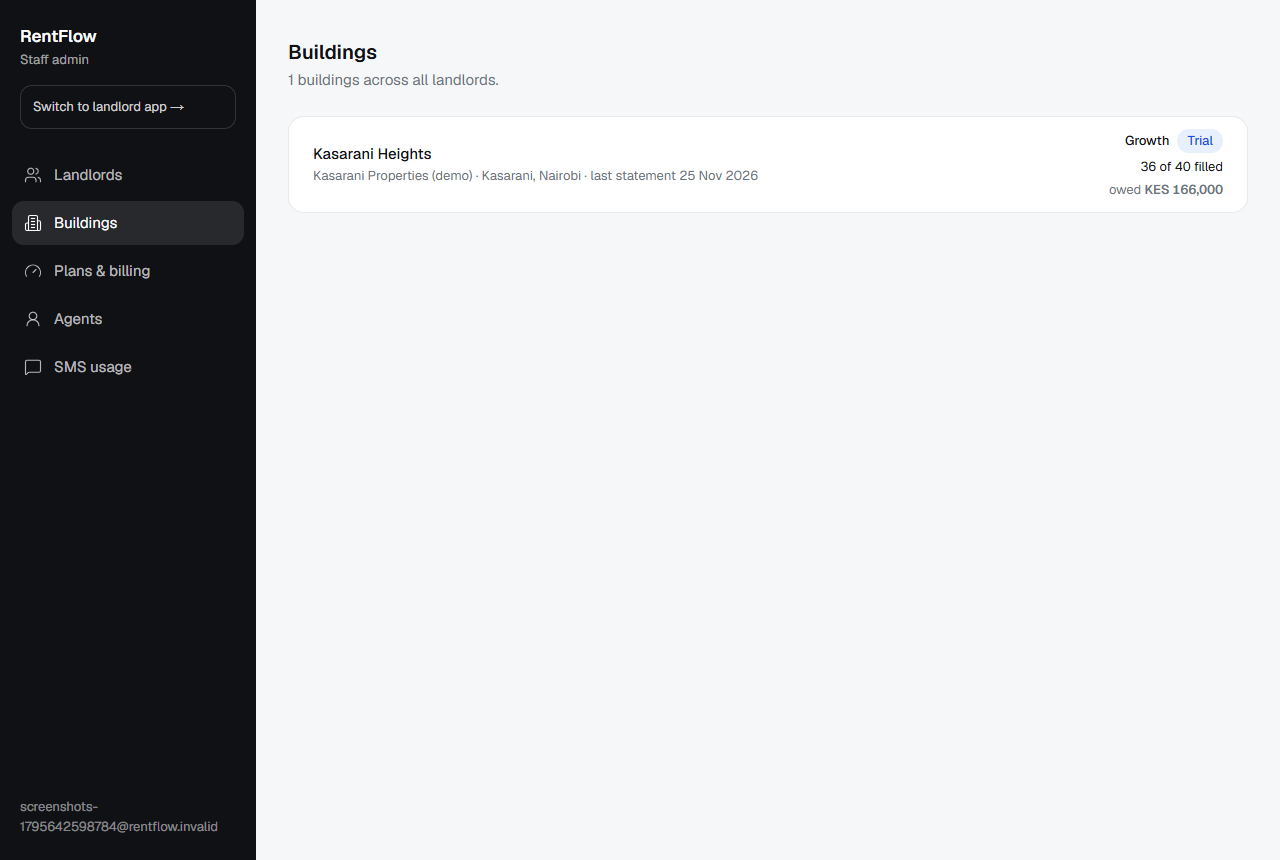 RentFlow
Staff admin
Switch to landlord app →
Landlords
Buildings
Plans & billing
Agents
SMS usage
screenshots-
1795642598784@rentflow.invalid
Buildings
1 buildings across all landlords.
Kasarani Heights
Kasarani Properties (demo) · Kasarani, Nairobi · last statement 25 Nov 2026
Growth Trial
36 of 40 filled
owed KES 166,000